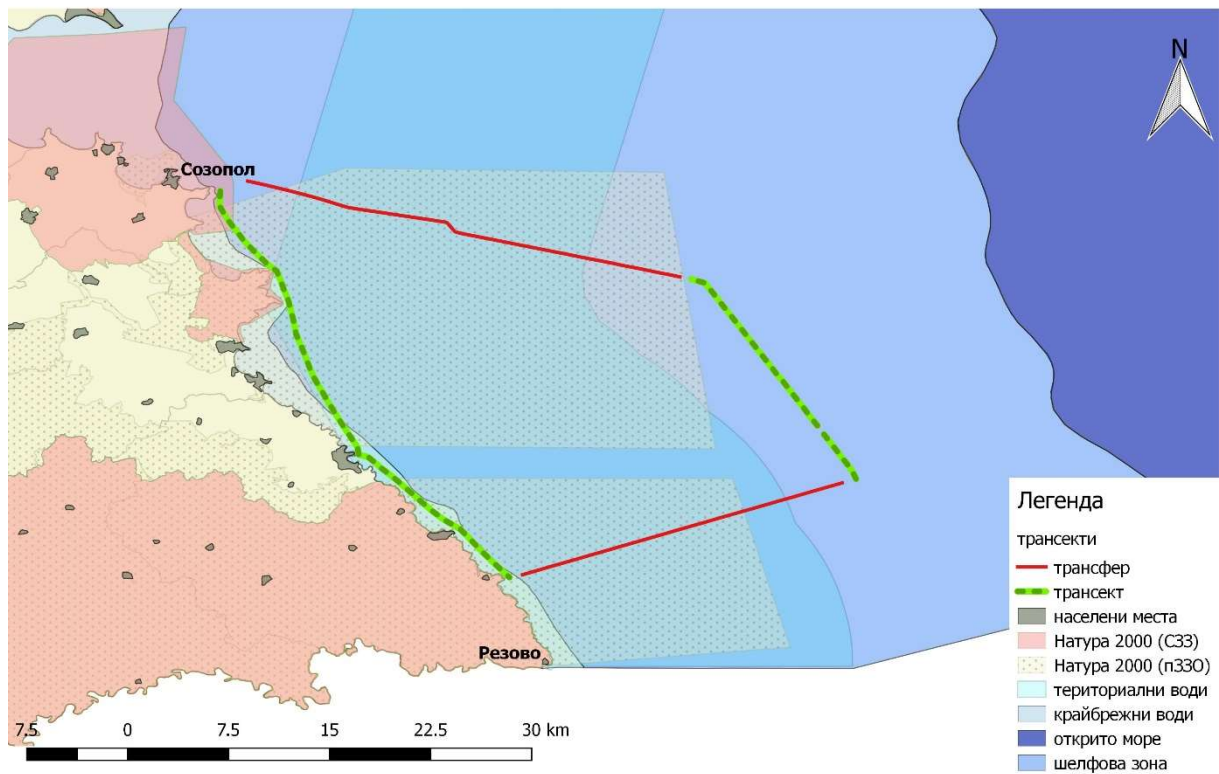 N
Созопол
Резово
7.5 0 7.5 15 22.5 30 km
Легенда
трансекти
трансфер
трансект
населени места
Натура 2000 (СЗЗ)
Натура 2000 (пЗЗО)
териториални води
крайбрежни води
открито море
шелфова зона